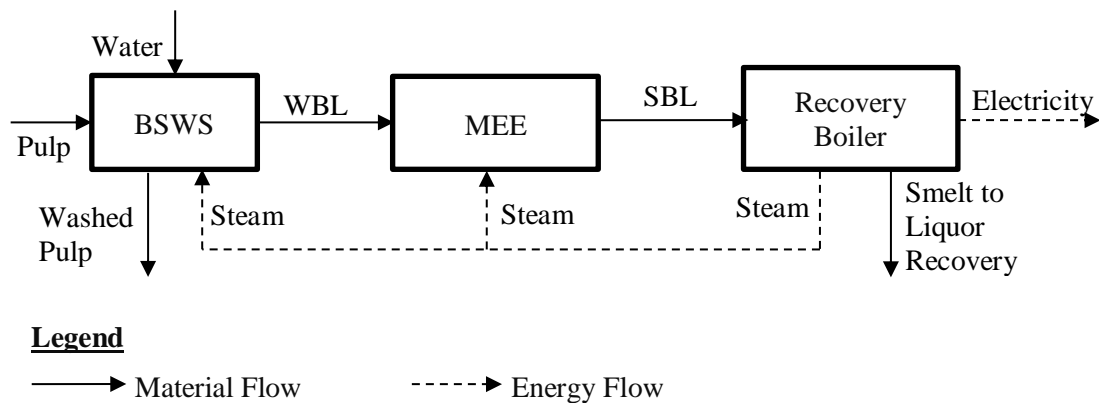 Water
Pulp
BSWS
WBL
MEE
SBL
Recovery
Boiler
Electricity
Washed
Pulp
Steam
Steam
Steam
Smelt to
Liquor
Recovery
Legend
Material Flow
Energy Flow